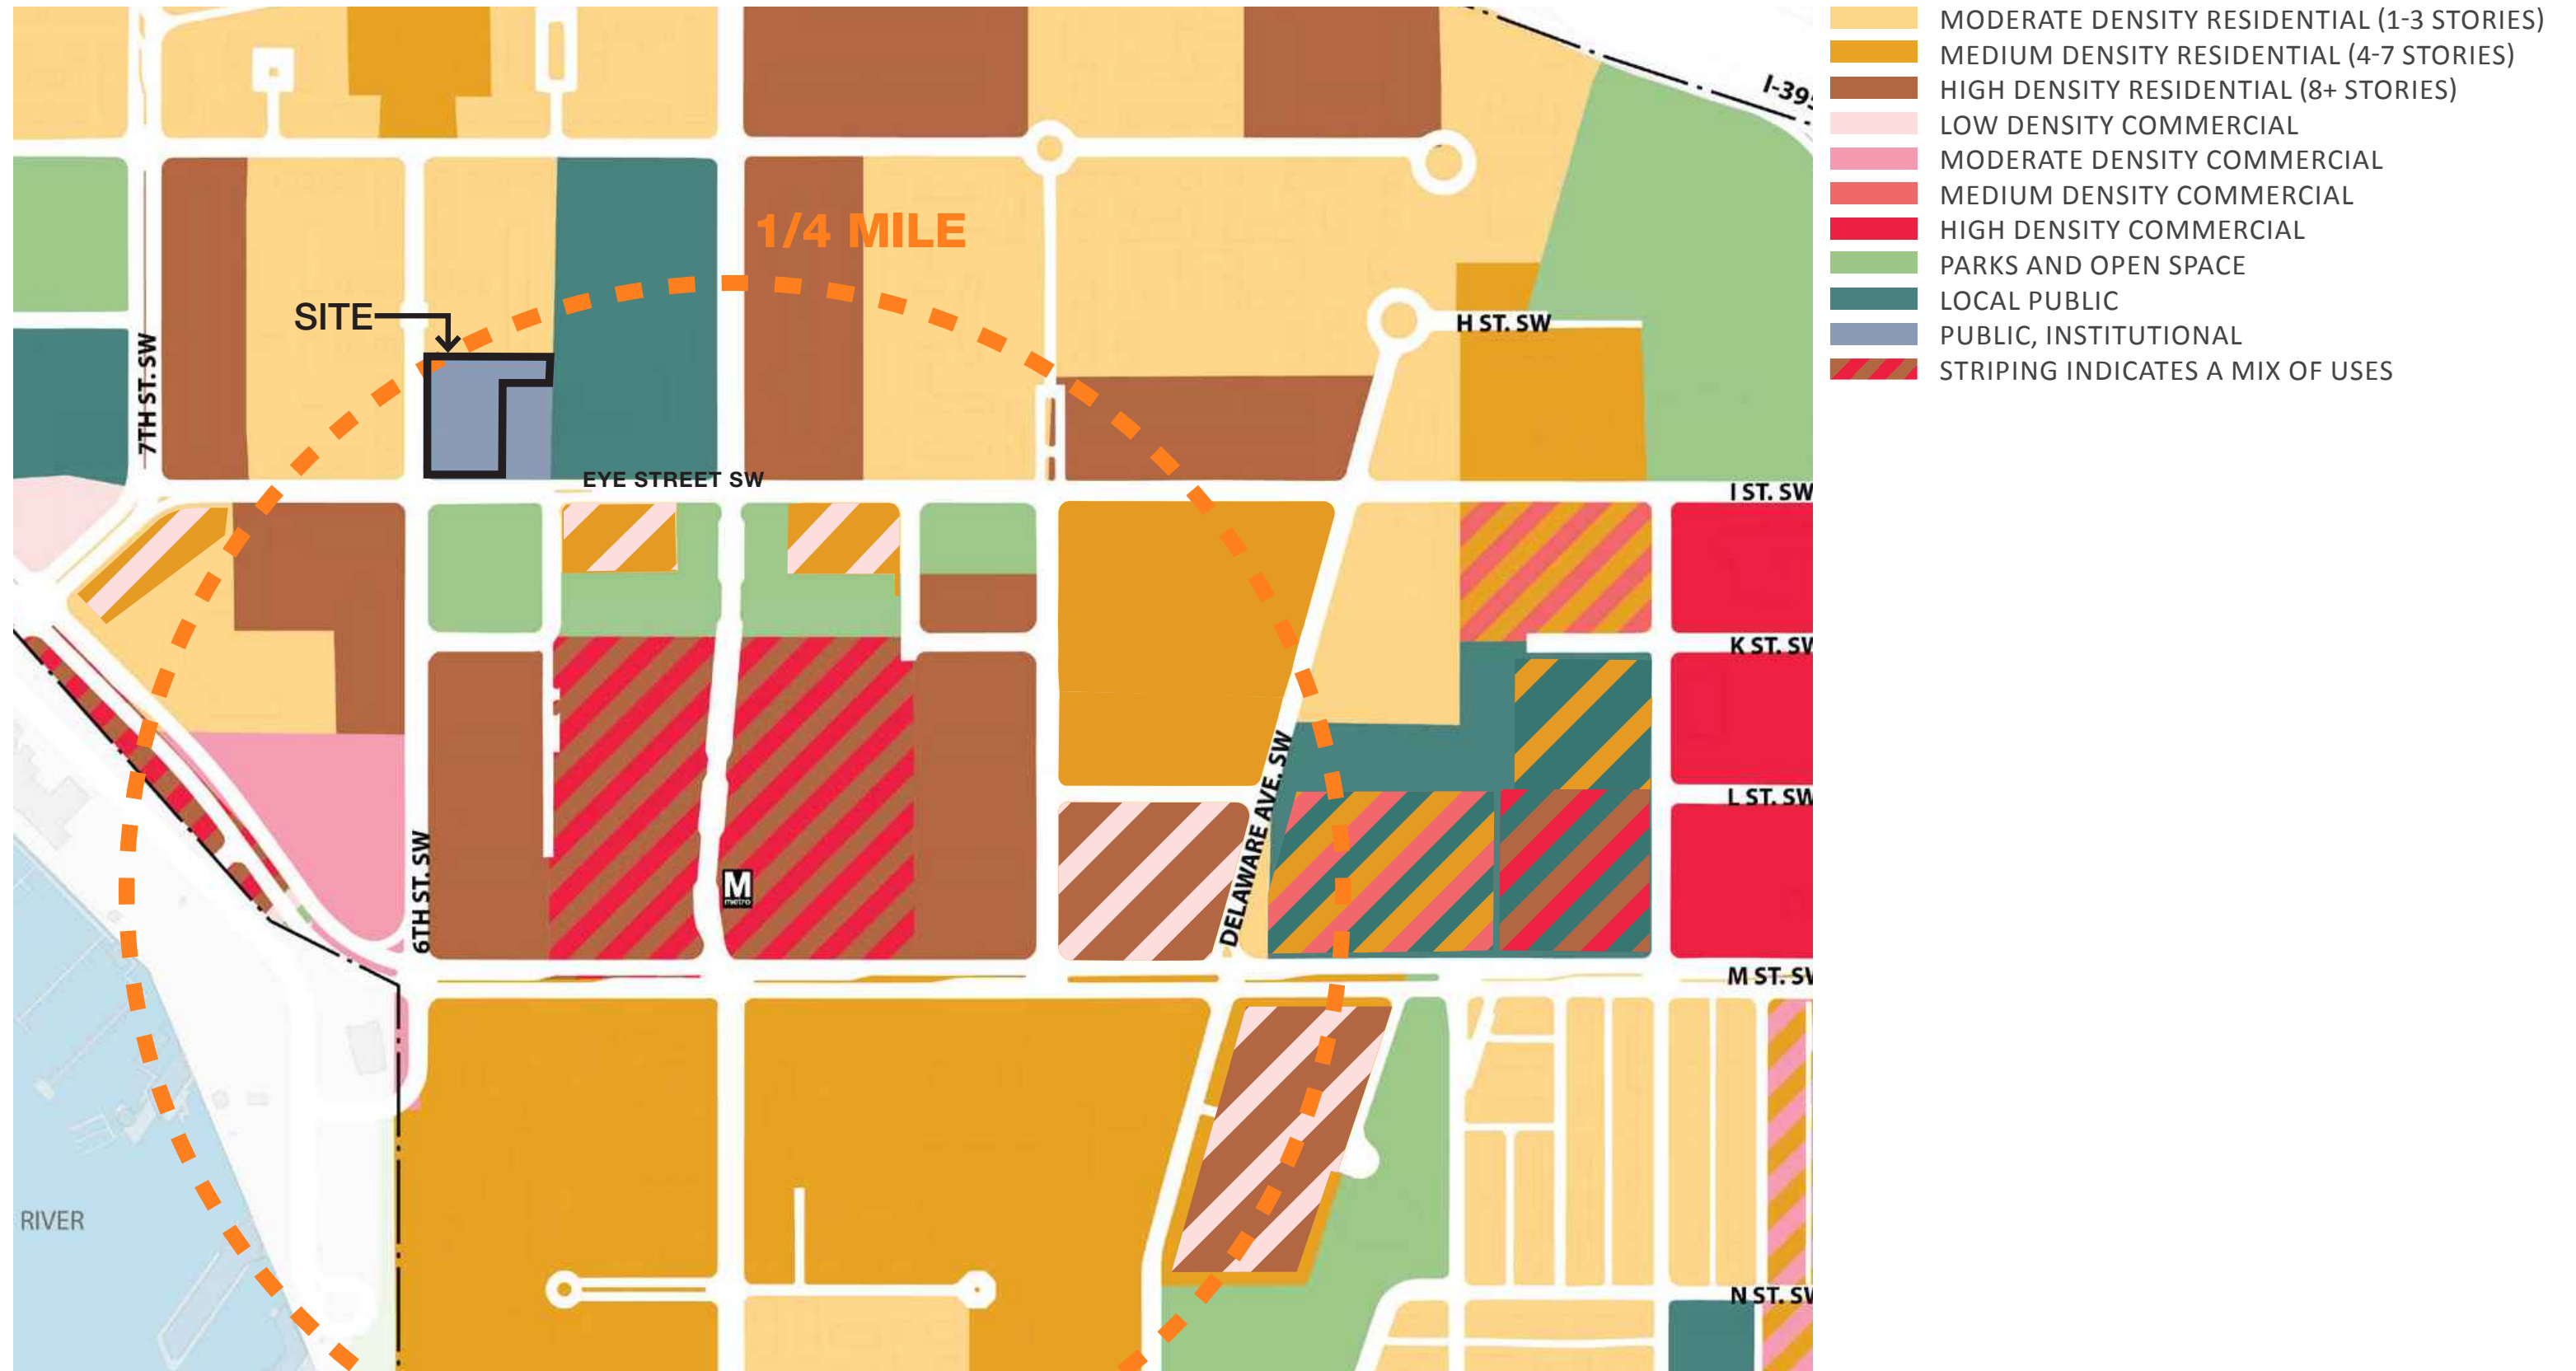 MODERATE DENSITY RESIDENTIAL (1-3 STORIES)
MEDIUM DENSITY RESIDENTIAL (4-7 STORIES)
HIGH DENSITY RESIDENTIAL (8+ STORIES)
LOW DENSITY COMMERCIAL
MODERATE DENSITY COMMERCIAL
MEDIUM DENSITY COMMERCIAL
HIGH DENSITY COMMERCIAL
PARKS AND OPEN SPACE
LOCAL PUBLIC
PUBLIC, INSTITUTIONAL
STRIPING INDICATES A MIX OF USES
I-395
1/4 MILE
SITE
H ST. SW
7TH ST. SW
EYE STREET SW
I ST. SW
K ST. SW
DELAWARE AVE. SW
L ST. SW
6TH ST. SW
M
metro
M ST. SW
RIVER
N ST. SW